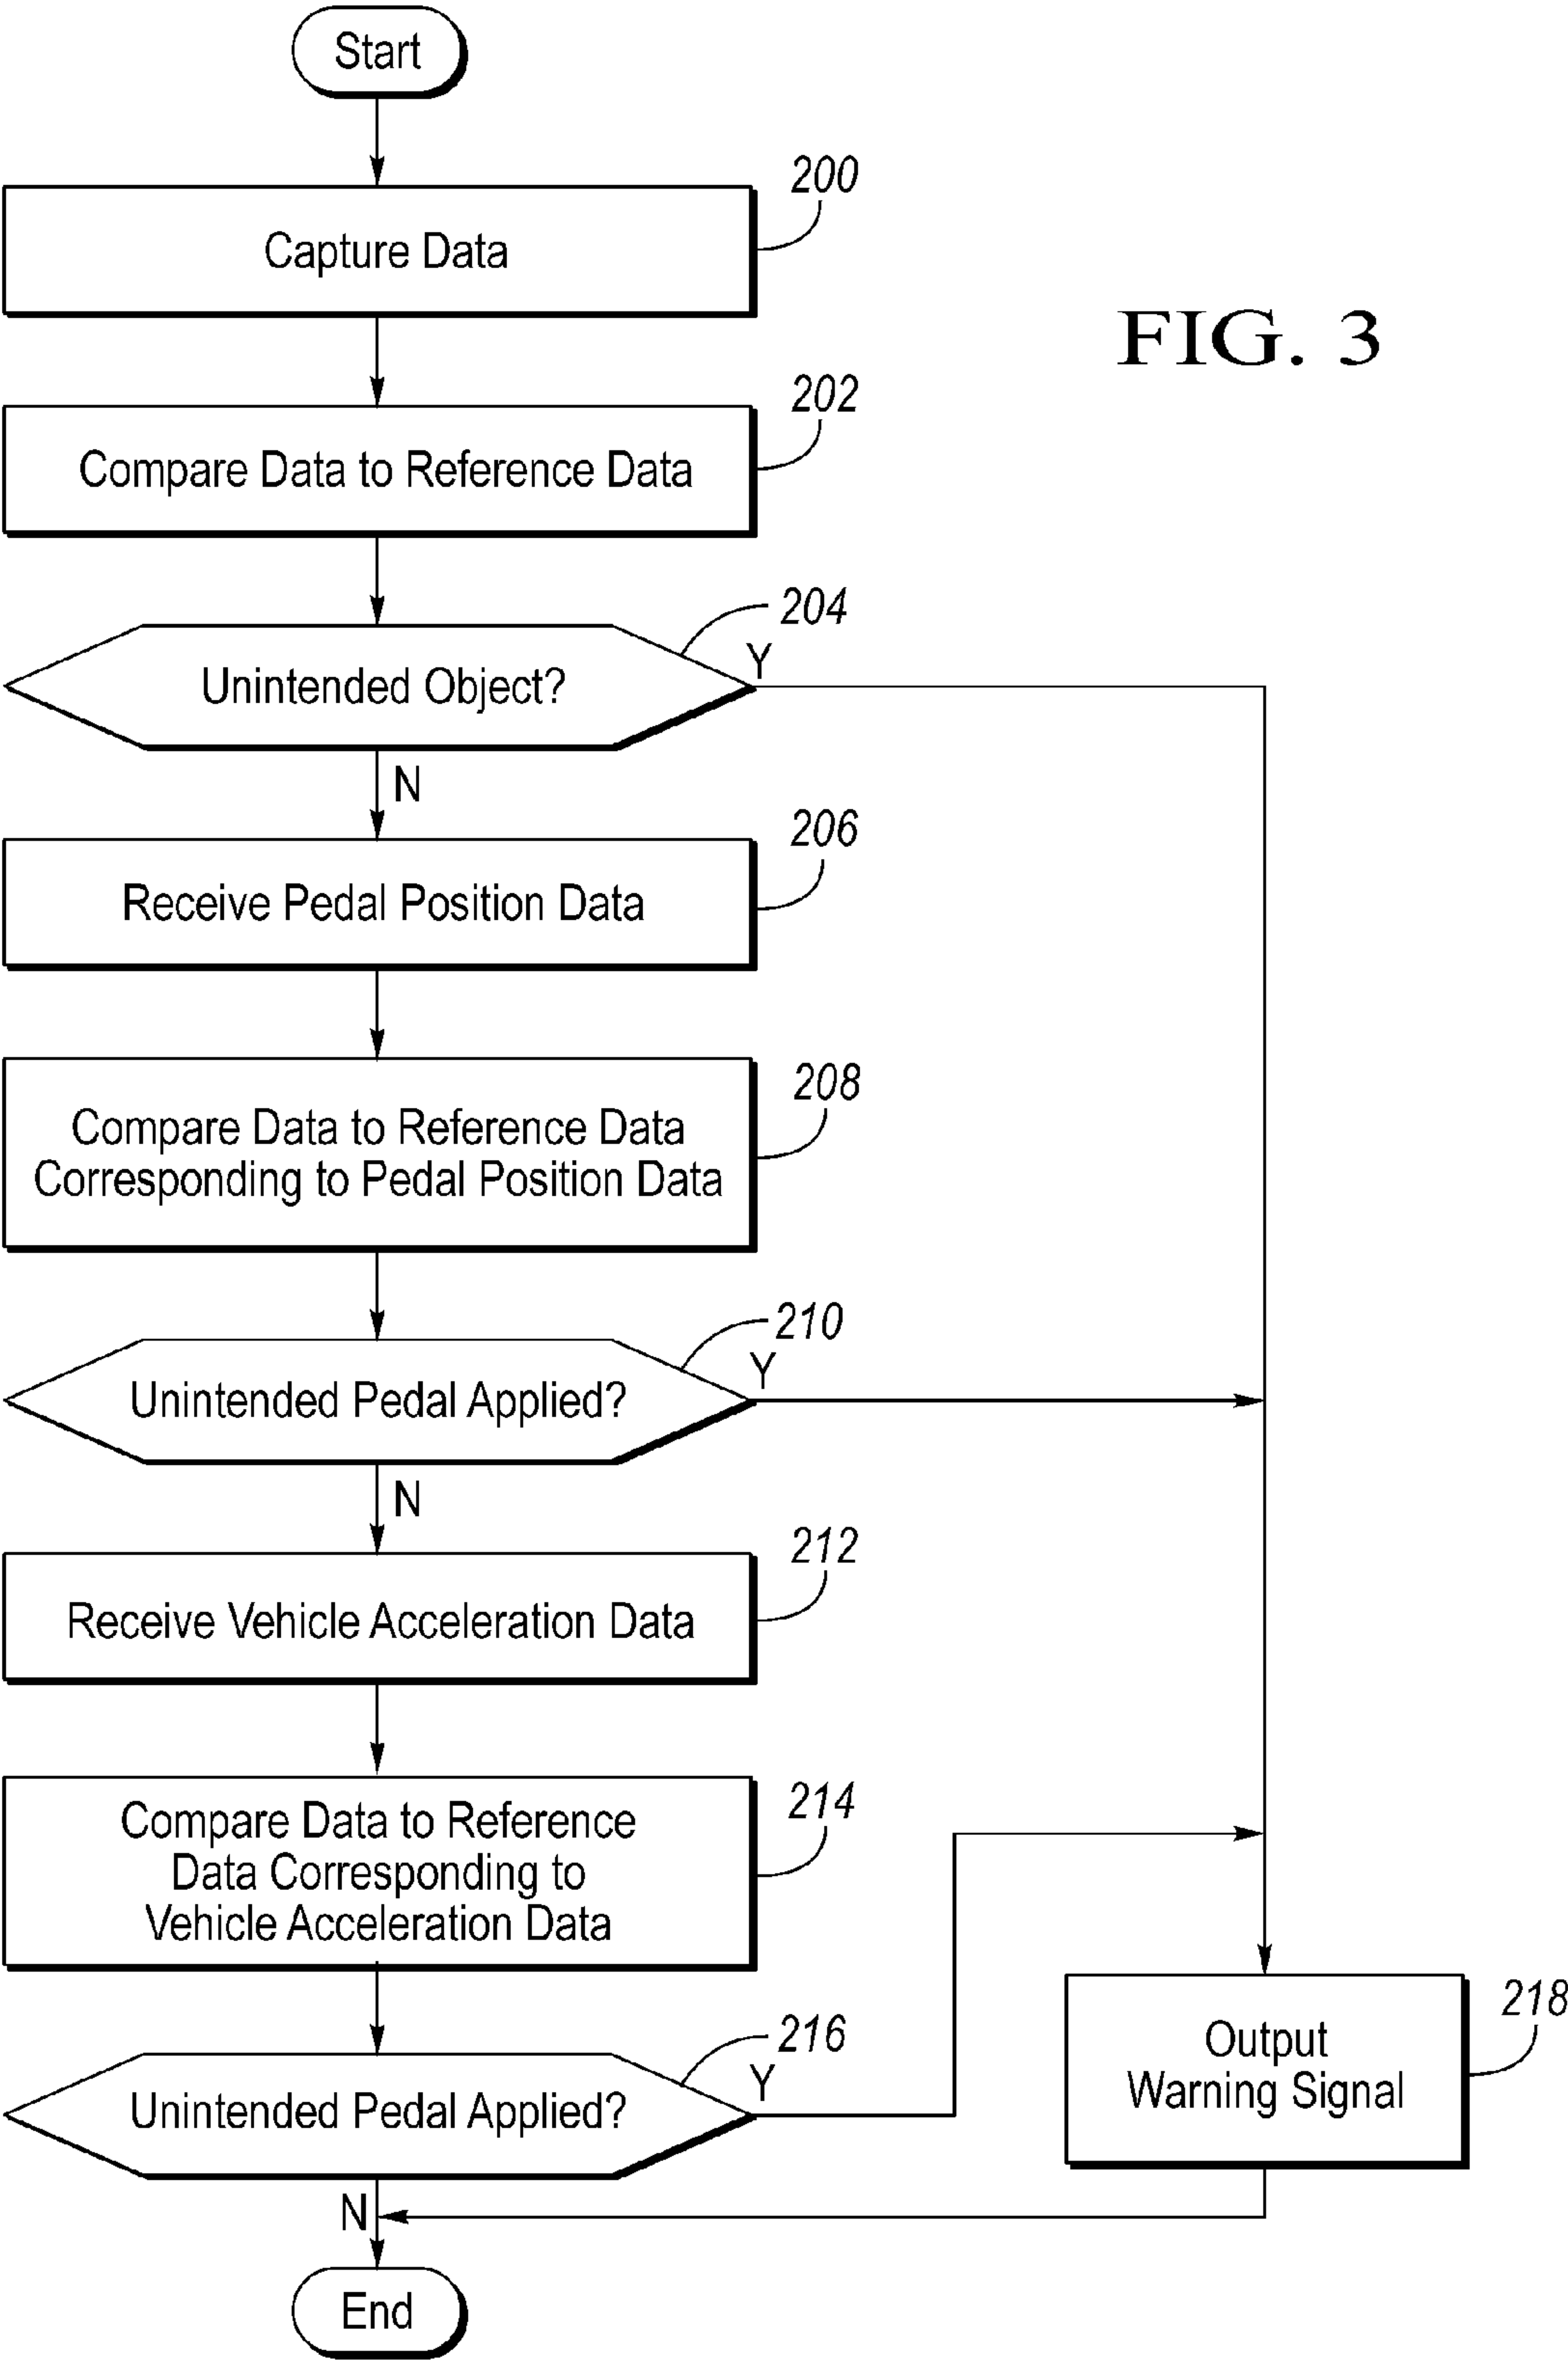 Start
200
Capture Data
FIG. 3
202
Compare Data to Reference Data
204
Y
Unintended Object?
N
206
Receive Pedal Position Data
208
Compare Data to Reference Data
Corresponding to Pedal Position Data
210
Y
Unintended Pedal Applied?
N
212
Receive Vehicle Acceleration Data
214
Compare Data to Reference
Data Corresponding to
Vehicle Acceleration Data
216
Y
Unintended Pedal Applied?
218
Output
Warning Signal
N
End